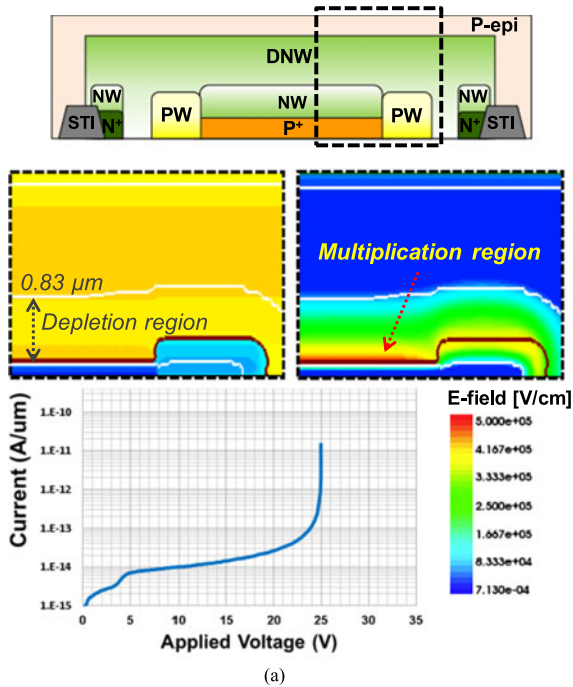 P-epi
DNW
NW
NW
NW
PW
PW
STI
N+
P+
N+
STI
Multiplication region
0.83 μm
Depletion region
E-field [V/cm]
5.000e+05
4.167e+05
3.333e+05
1.667e+05
8.333e+04
7.130e-04
Current (A/um)
1.E-10
1.E-11
1.E-12
1.E-13
1.E-14
1.E-15
0 5 10 15 20 25 30 35
Applied Voltage (V)
(a)